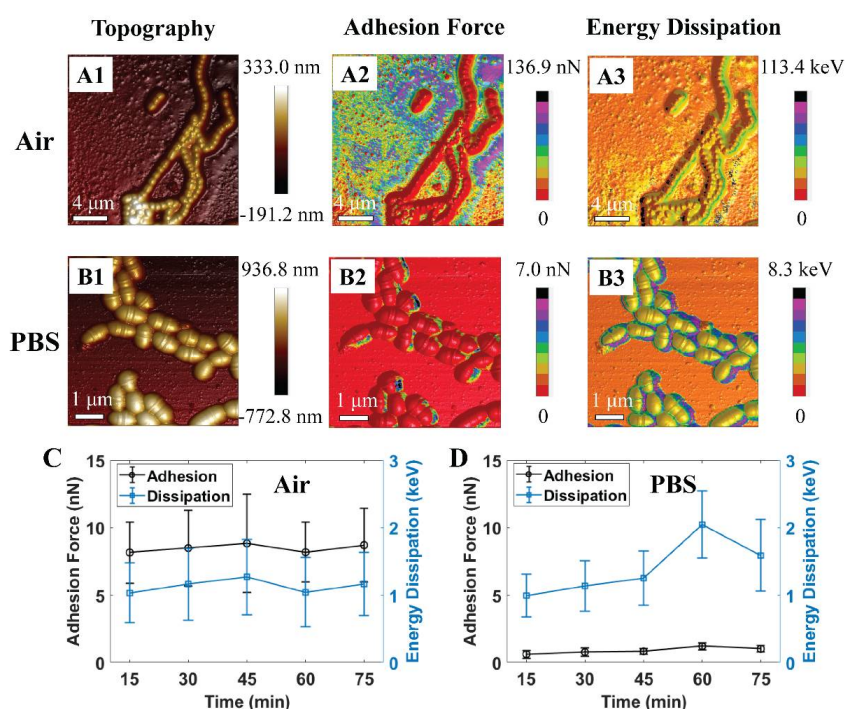 Topography Adhesion Force Energy Dissipation
Air
A1
333.0 nm
4 μm
-191.2 nm
A2
136.9 nN
4 μm
0
A3
113.4 keV
4 μm
0
PBS
B1
936.8 nm
1 μm
-772.8 nm
B2
7.0 nN
1 μm
0
B3
8.3 keV
1 μm
0
C
Air
Adhesion
Dissipation
Adhesion Force (nN)
15
10
5
0
Energy Dissipation (keV)
3
2
1
0
15 30 45 60 75
Time (min)
D
PBS
Adhesion
Dissipation
Adhesion Force (nN)
15
10
5
0
Energy Dissipation (keV)
3
2
1
0
15 30 45 60 75
Time (min)